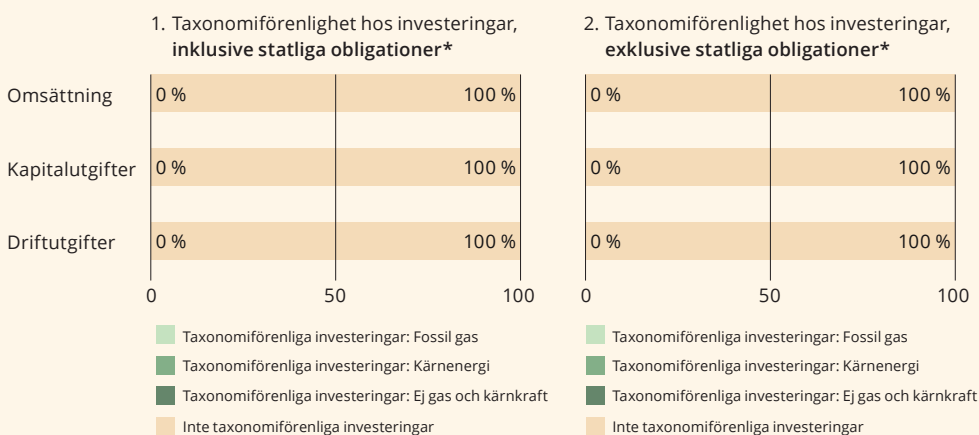 1. Taxonomiförenlighet hos investeringar,
inklusive statliga obligationer*
Omsättning
0 %
100 %
Kapitalutgifter
0 %
100 %
Driftutgifter
0 %
100 %
0
50
100
Taxonomiförenliga investeringar: Fossil gas
Taxonomiförenliga investeringar: Kärnenergi
Taxonomiförenliga investeringar: Ej gas och kärnkraft
Inte taxonomiförenliga investeringar
2. Taxonomiförenlighet hos investeringar,
exklusive statliga obligationer*
0 %
100 %
0 %
100 %
0 %
100 %
0
50
100
Taxonomiförenliga investeringar: Fossil gas
Taxonomiförenliga investeringar: Kärnenergi
Taxonomiförenliga investeringar: Ej gas och kärnkraft
Inte taxonomiförenliga investeringar